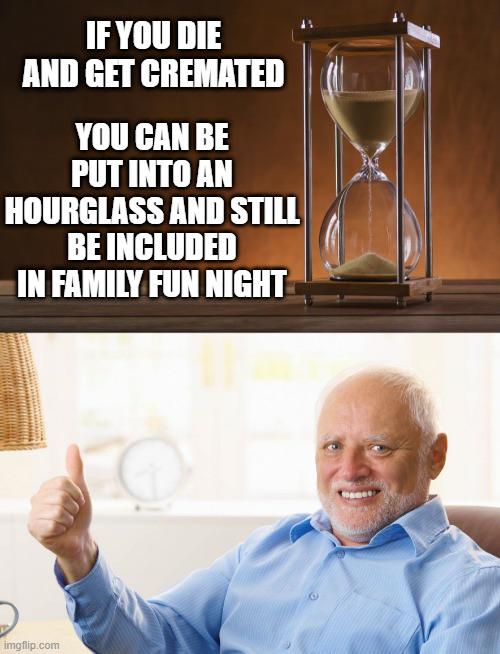 IF YOU DIE
AND GET CREMATED
YOU CAN BE
PUT INTO AN
HOURGLASS AND STILL
BE INCLUDED
IN FAMILY FUN NIGHT
imgflip.com